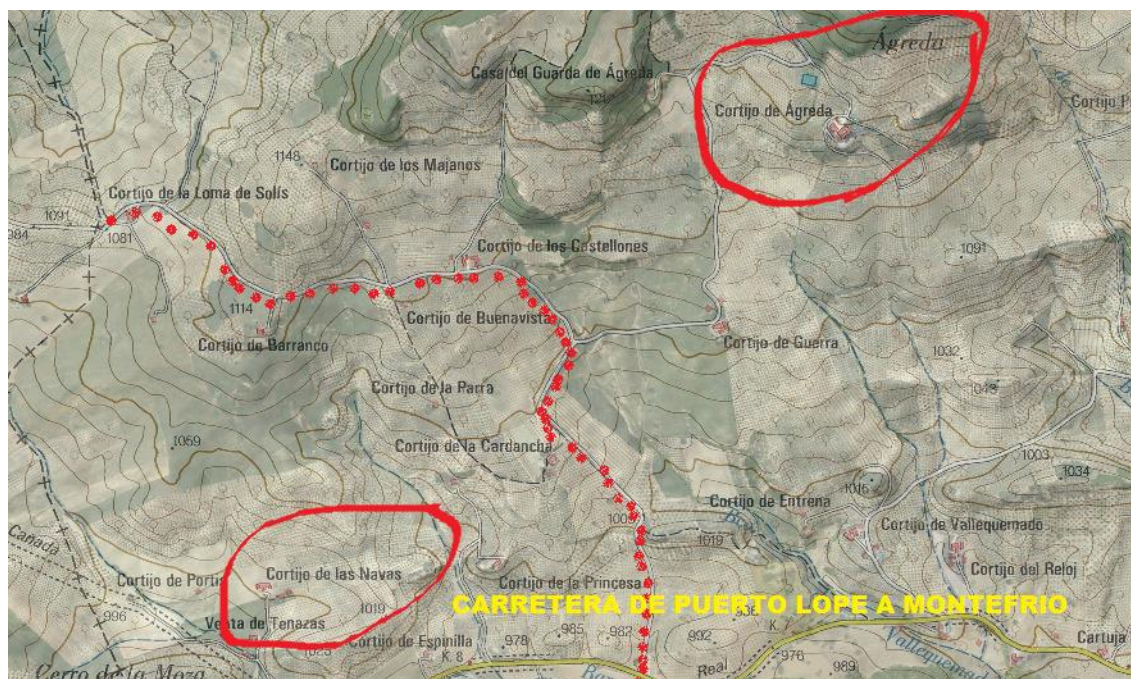 Ágreda
Casa del Guarda de Ágreda
Cortijo de Ágreda
1148
Cortijo de los Majanos
Cortijo de la Loma de Solís
1091
984
1081
Cortijo de los Castellones
1091
1114
Cortijo de Buenavista
Cortijo de Barranco
Cortijo de Guerra
1032
Cortijo de la Parra
1059
Cortijo de la Cardancha
1003
1034
1016
Cortijo de Entrena
Cortijo de Vallequemado
1019
Cañada
Cortijo de las Navas
Cortijo de la Princesa
Cortijo del Reloj
1019
996
CARRETERA DE PUERTO LOPE A MONTEFRIO
Venta de Tenazas
Cortijo de Espinilla
K. 8
978
985
982
992
K
Real
976
989
Cartuja
Cerro de la Moza